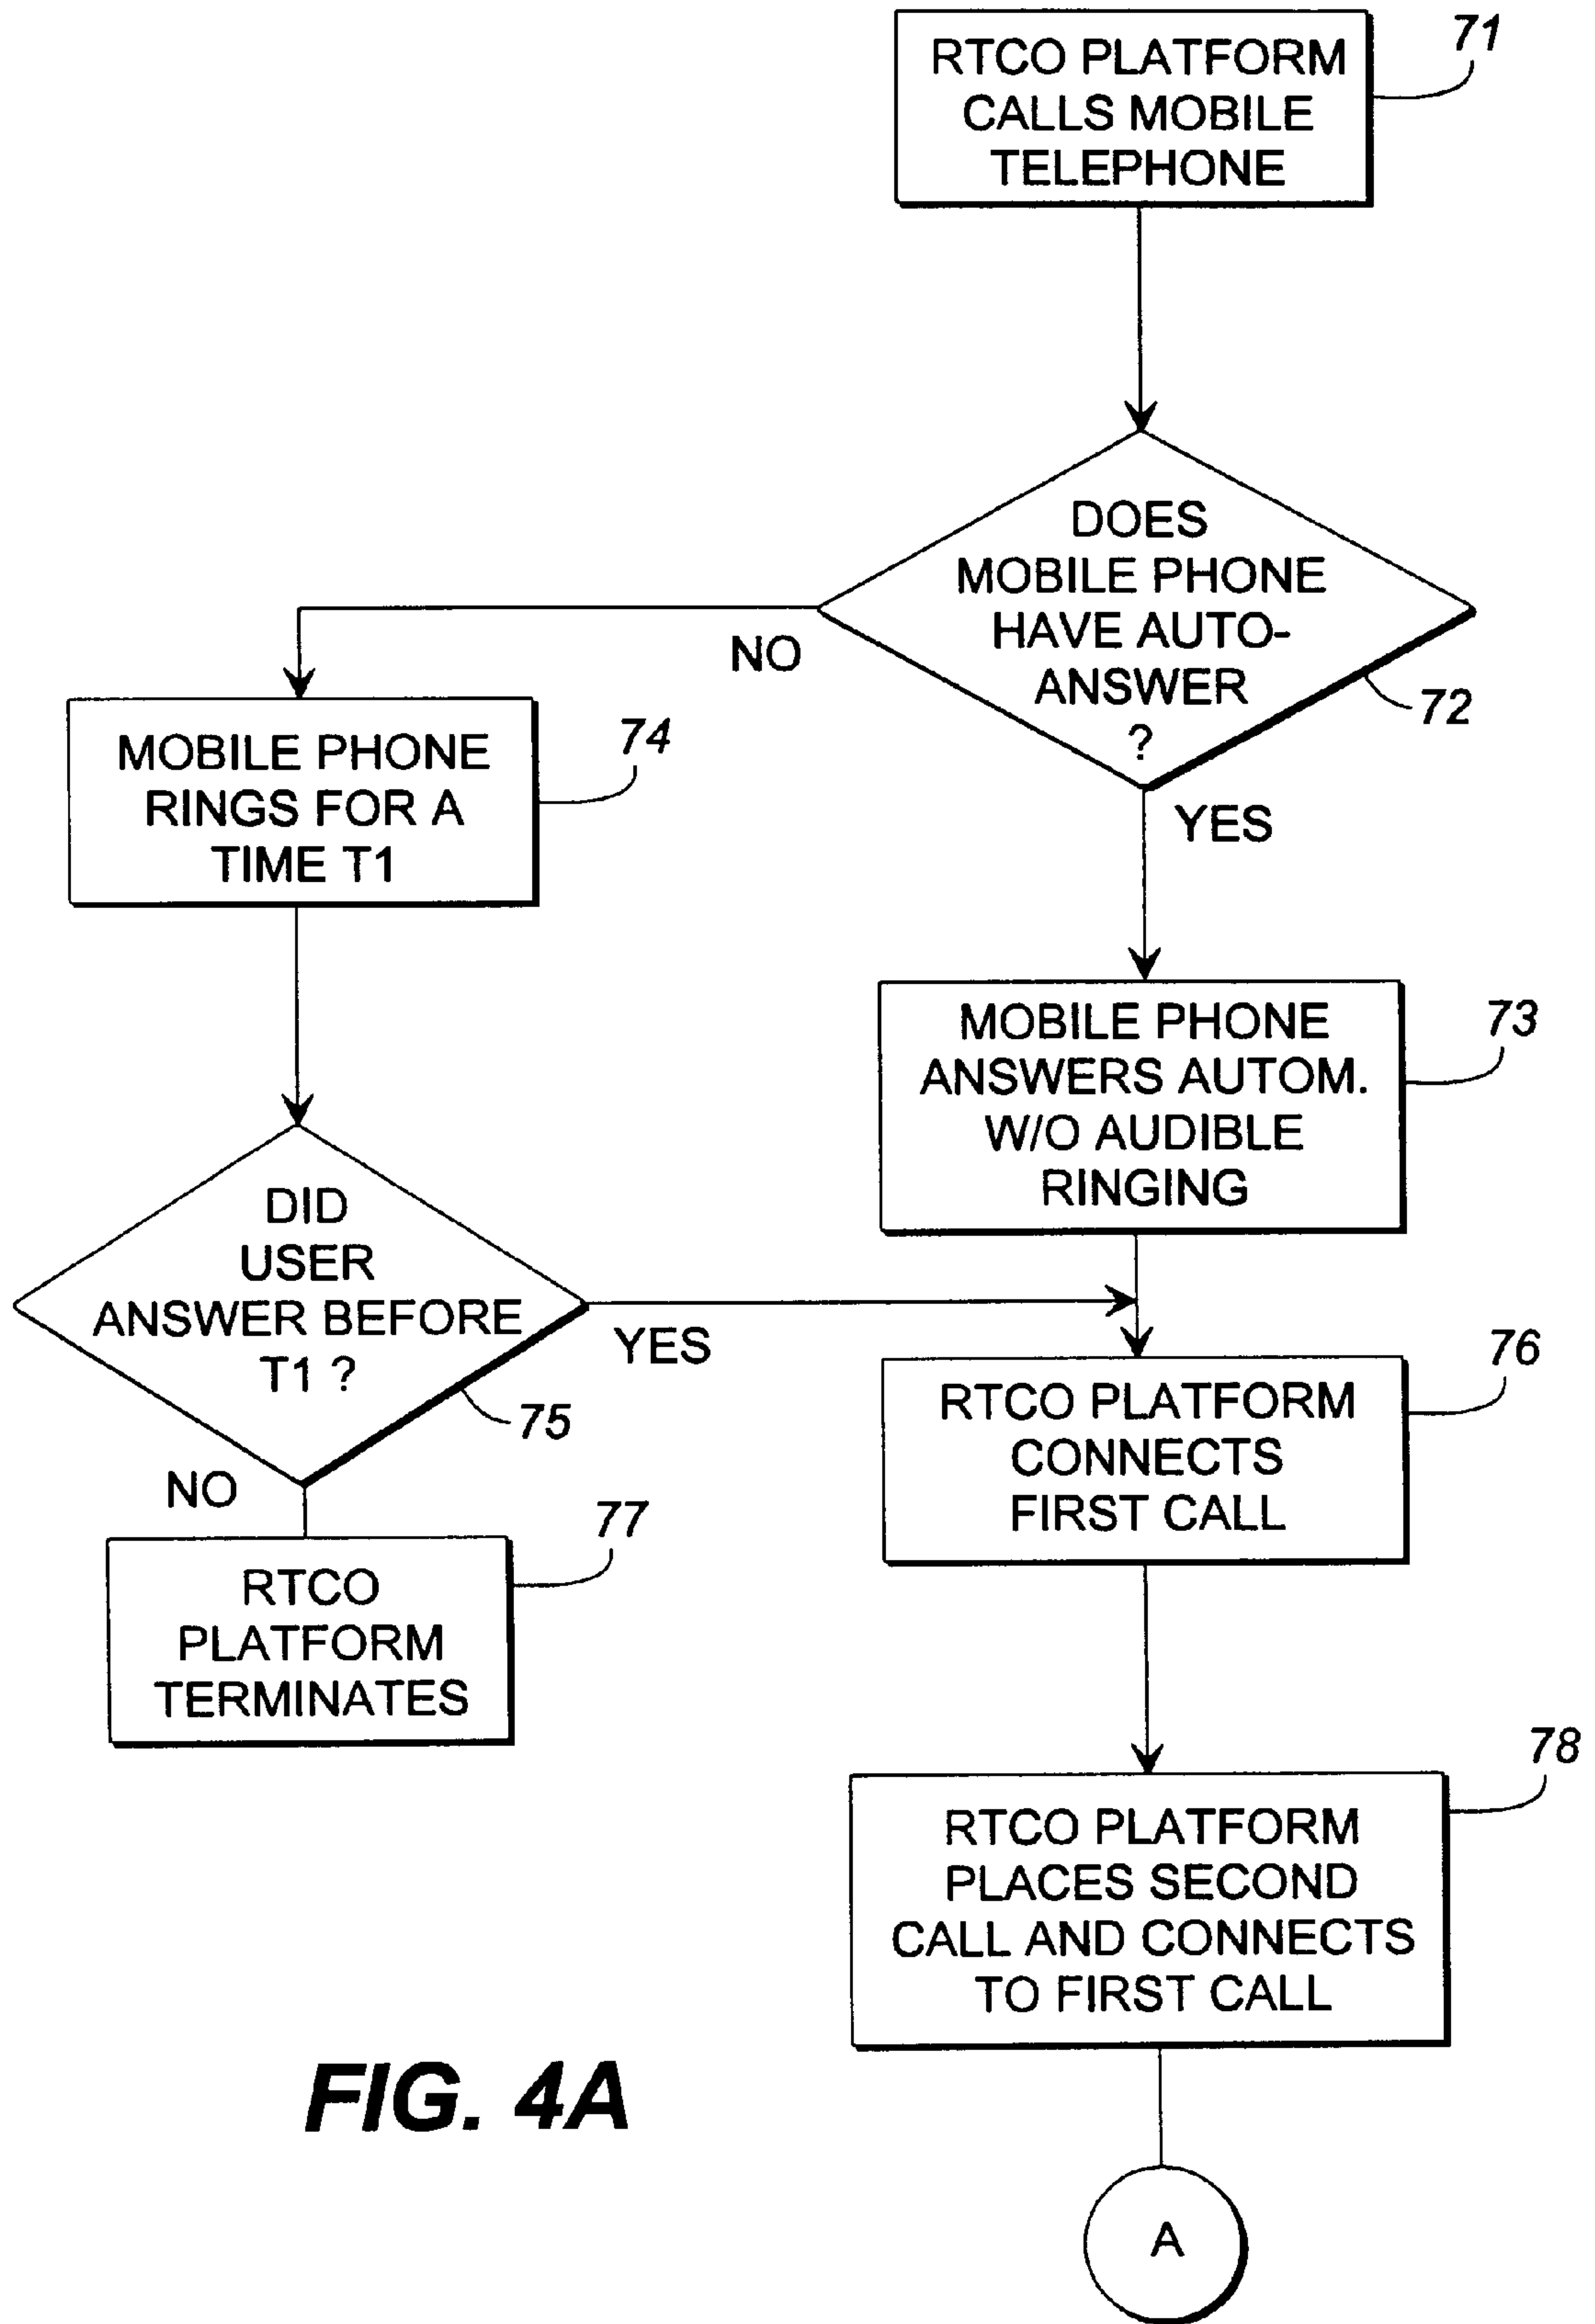 RTCO PLATFORM
CALLS MOBILE
TELEPHONE
71
DOES
MOBILE PHONE
HAVE AUTO-
ANSWER
?
72
NO
YES
MOBILE PHONE
RINGS FOR A
TIME T1
74
MOBILE PHONE
ANSWERS AUTOM.
W/O AUDIBLE
RINGING
73
DID
USER
ANSWER BEFORE
T1 ?
75
YES
NO
RTCO PLATFORM
CONNECTS
FIRST CALL
76
RTCO
PLATFORM
TERMINATES
77
RTCO PLATFORM
PLACES SECOND
CALL AND CONNECTS
TO FIRST CALL
78
A
FIG. 4A